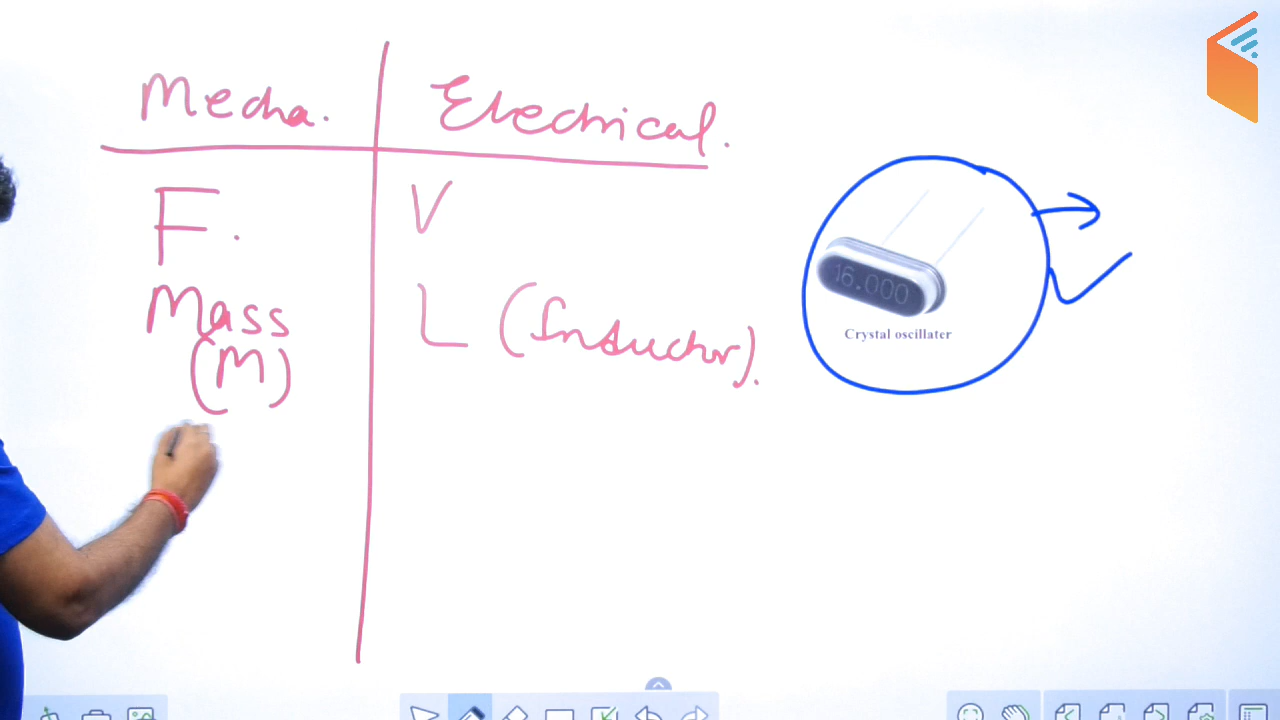 Mecha. Electrical.
F. V
Mass L (Inductor).
(M)
16.000
Crystal oscillater